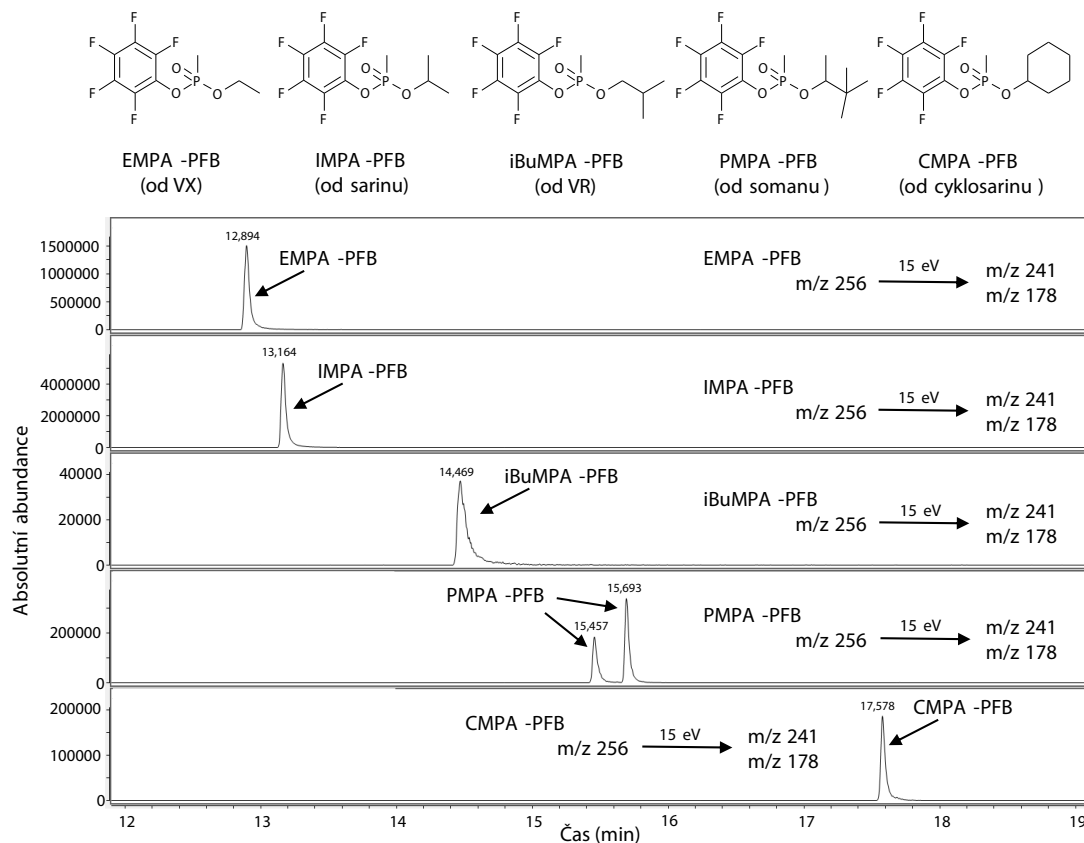 F F F F F O O P O
F F F F F O O P O
F F F F F O O P O
F F F F F O O P O
F F F F F O O P O
EMPA -PFB
(od VX)
IMPA -PFB
(od sarinu)
iBuMPA -PFB
(od VR)
PMPA -PFB
(od somanu )
CMPA -PFB
(od cyklosarinu )
Absolutní abundance
1500000
1000000
500000
0
12,894
EMPA -PFB
EMPA -PFB
m/z 256
15 eV
m/z 241
m/z 178
4000000
2000000
0
13,164
IMPA -PFB
IMPA -PFB
m/z 256
15 eV
m/z 241
m/z 178
40000
20000
0
14,469
iBuMPA -PFB
iBuMPA -PFB
m/z 256
15 eV
m/z 241
m/z 178
200000
0
PMPA -PFB
15,457
15,693
PMPA -PFB
m/z 256
15 eV
m/z 241
m/z 178
200000
100000
0
CMPA -PFB
m/z 256
15 eV
m/z 241
m/z 178
17,578
CMPA -PFB
12 13 14 15 16 17 18 19
Čas (min)